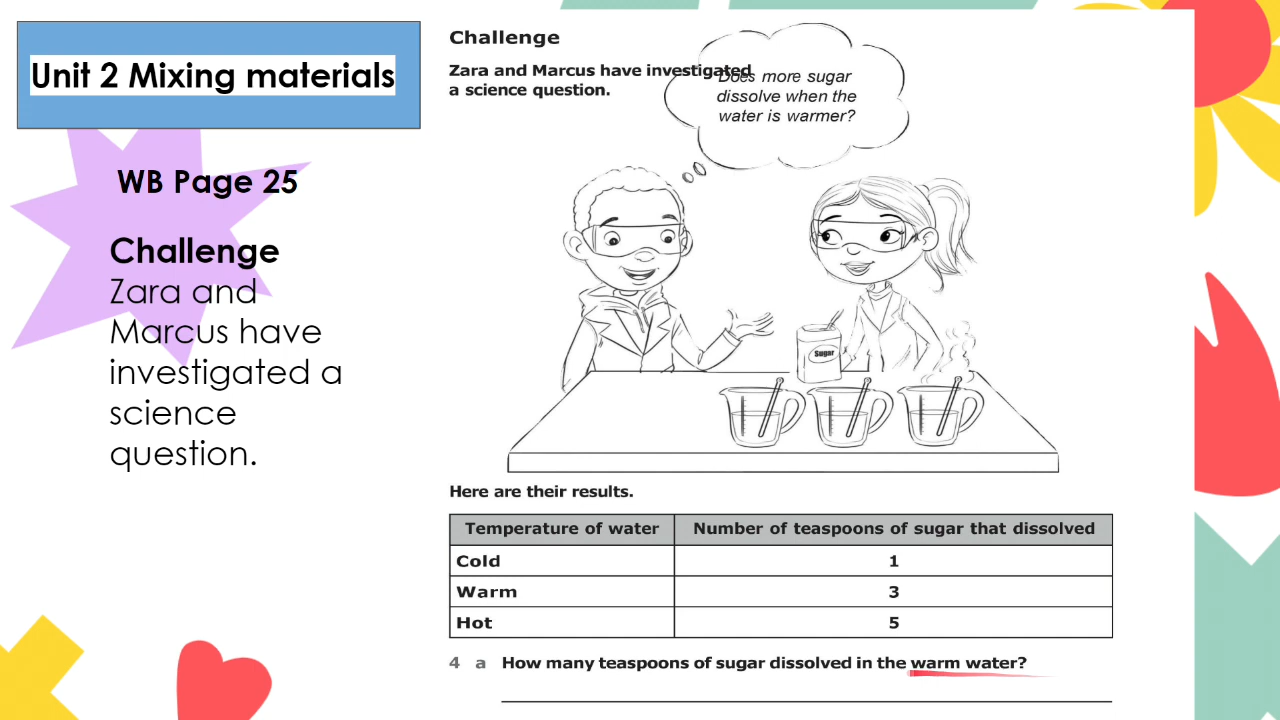 Unit 2 Mixing materials
WB Page 25
Challenge
Zara and
Marcus have
investigated a
science
question.
Challenge
Zara and Marcus have investigated
a science question.
Does more sugar
dissolve when the
water is warmer?
Sugar
Here are their results.
Temperature of water Number of teaspoons of sugar that dissolved
Cold 1
Warm 3
Hot 5
4 a How many teaspoons of sugar dissolved in the warm water?